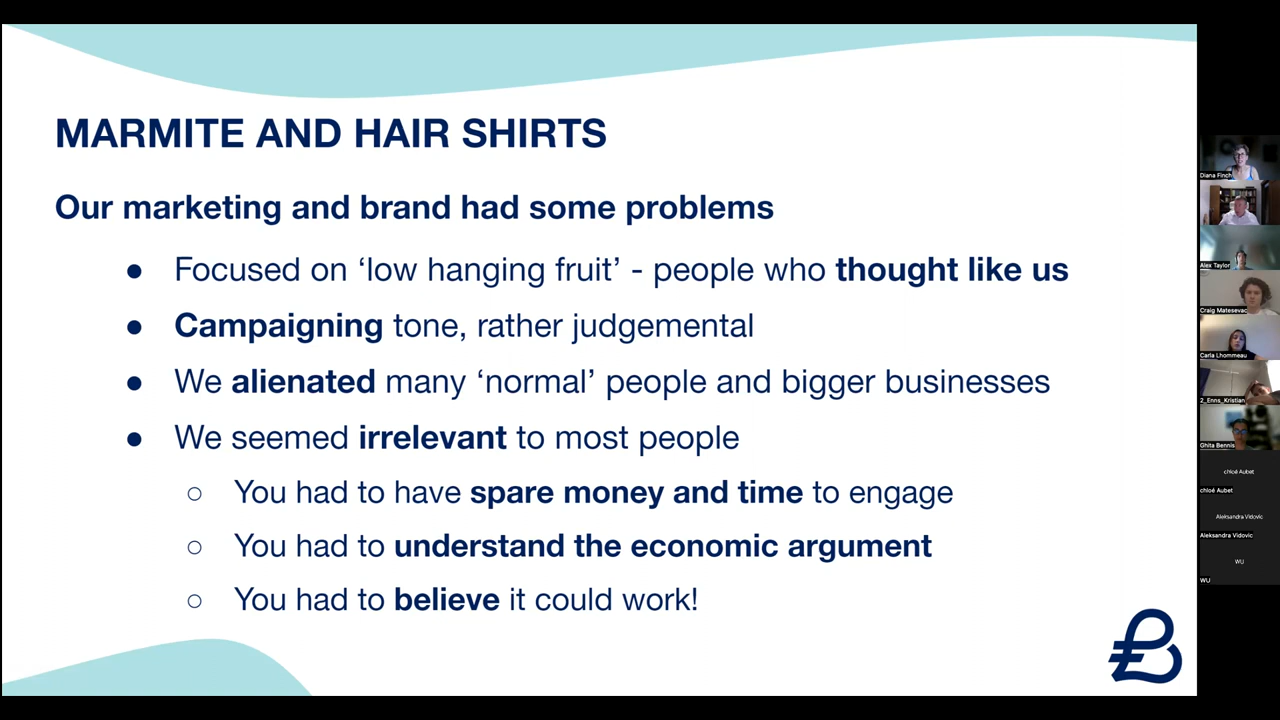 MARMITE AND HAIR SHIRTS
Our marketing and brand had some problems
● Focused on ‘low hanging fruit’ - people who thought like us
● Campaigning tone, rather judgemental
● We alienated many ‘normal’ people and bigger businesses
● We seemed irrelevant to most people
○ You had to have spare money and time to engage
○ You had to understand the economic argument
○ You had to believe it could work!
Diana Finch
Alex Taylor
Craig Matesevac
Carla Lhommeau
2_Enns_Kristian
Ghita Bennis
chloé Aubet
chloé Aubet
Aleksandra Vidovic
Aleksandra Vidovic
WU
WU